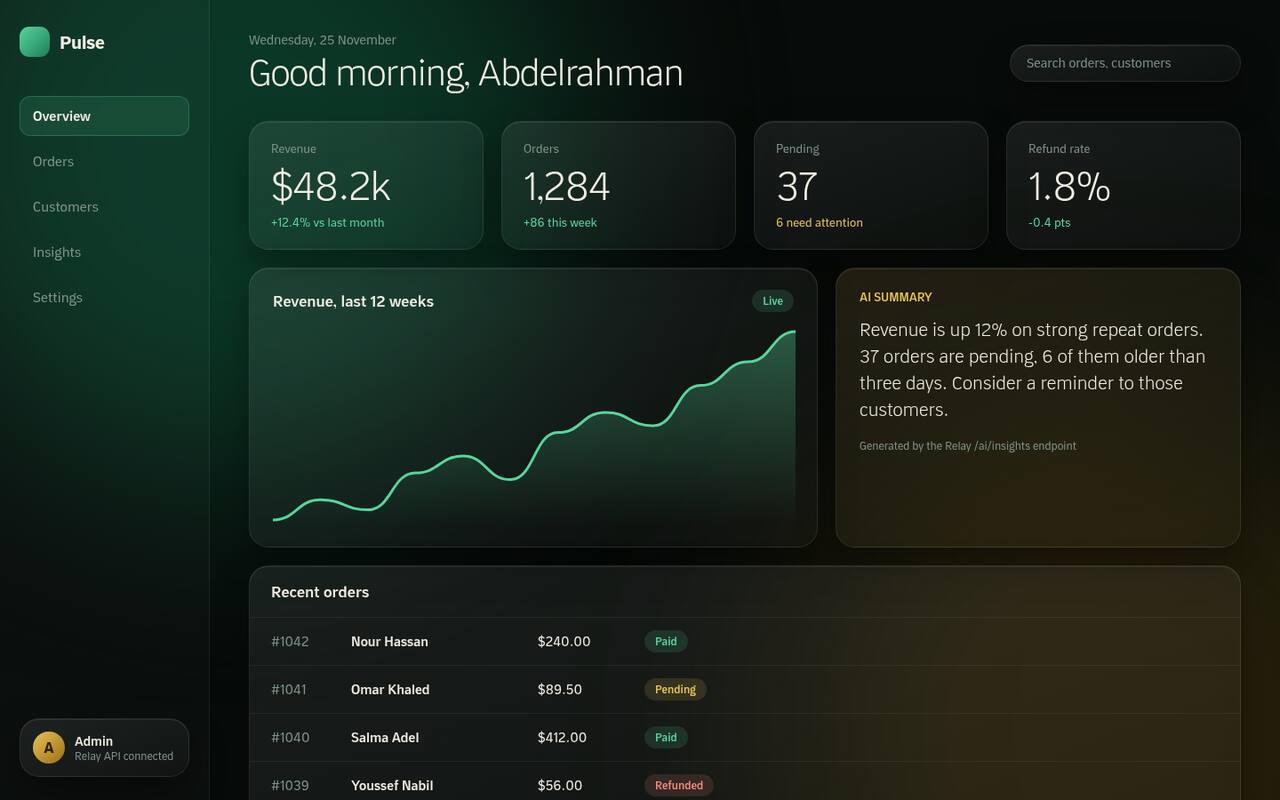 Pulse
Overview
Orders
Customers
Insights
Settings
A
Admin
Relay API connected
Wednesday, 25 November
Good morning, Abdelrahman
Search orders, customers
Revenue
$48.2k
+12.4% vs last month
Orders
1,284
+86 this week
Pending
37
6 need attention
Refund rate
1.8%
-0.4 pts
Revenue, last 12 weeks
Live
AI SUMMARY
Revenue is up 12% on strong repeat orders.
37 orders are pending, 6 of them older than
three days. Consider a reminder to those
customers.
Generated by the Relay /ai/insights endpoint
Recent orders
#1042 Nour Hassan $240.00 Paid
#1041 Omar Khaled $89.50 Pending
#1040 Salma Adel $412.00 Paid
#1039 Youssef Nabil $56.00 Refunded